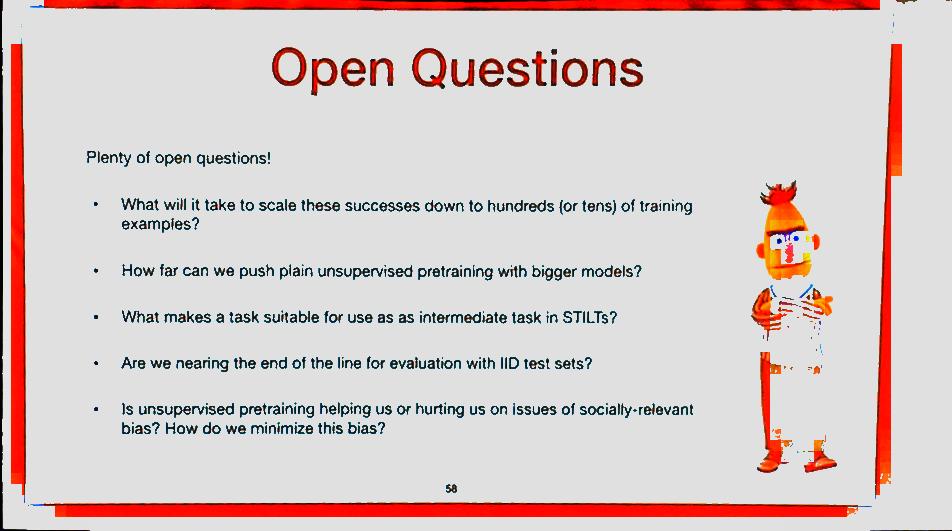 Open Questions
Plenty of open questions!
• What will it take to scale these successes down to hundreds (or tens) of training
examples?
• How far can we push plain unsupervised pretraining with bigger models?
• What makes a task suitable for use as as intermediate task in STILTs?
• Are we nearing the end of the line for evaluation with IID test sets?
• Is unsupervised pretraining helping us or hurting us on issues of socially-relevant
bias? How do we minimize this bias?
58